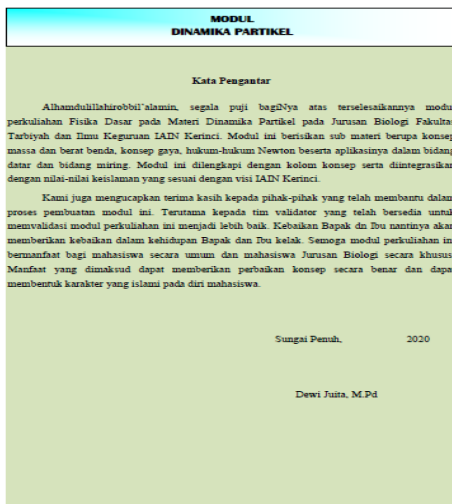 MODUL
DINAMIKA PARTIKEL
Kata Pengantar
Alhamdulillahirobbil'alamin, segala puji bagiNya atas terselesaikannya modu
perkuliahan Fisika Dasar pada Materi Dinamika Partikel pada Jurusan Biologi Fakulta
Tarbiyah dan Ilmu Keguruan IAIN Kerinci. Modul ini berisikan sub materi berupa konsep
massa dan berat benda, konsep gaya, hukum-hukum Newton beserta aplikasinya dalam bidang
datar dan bidang miring. Modul ini dilengkapi dengan kolom konsep serta diintegrasikan
dengan nilai-nilai keislaman yang sesuai dengan visi IAIN Kerinci.
Kami juga mengucapkan terima kasih kepada pihak-pihak yang telah membantu dalam
proses pembuatan modul ini. Terutama kepada tim validator yang telah bersedia untuk
memvalidasi modul perkuliahan ini menjadi lebih baik. Kebaikan Bapak dn Ibu nantinya akan
memberikan kebaikan dalam kehidupan Bapak dan Ibu kelak. Semoga modul perkuliahan in
bermanfaat bagi mahasiswa secara umum dan mahasiswa Jurusan Biologi secara khusus
Manfaat yang dimaksud dapat memberikan perbaikan konsep secara benar dan dapa
membentuk karakter yang islami pada diri mahasiswa.
Sungai Penuh, 2020
Dewi Juita, M.Pd